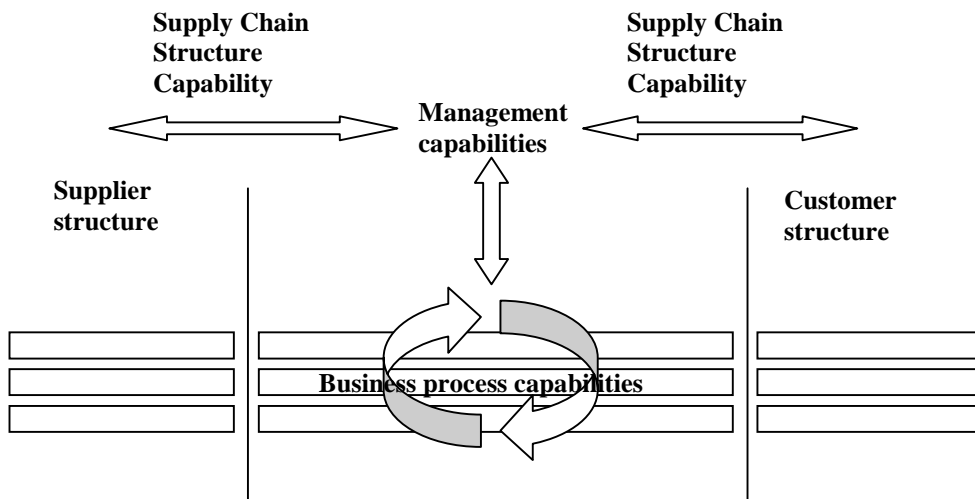 Supply Chain
Structure
Capability
Supply Chain
Structure
Capability
Management
capabilities
Supplier
structure
Customer
structure
Business process capabilities